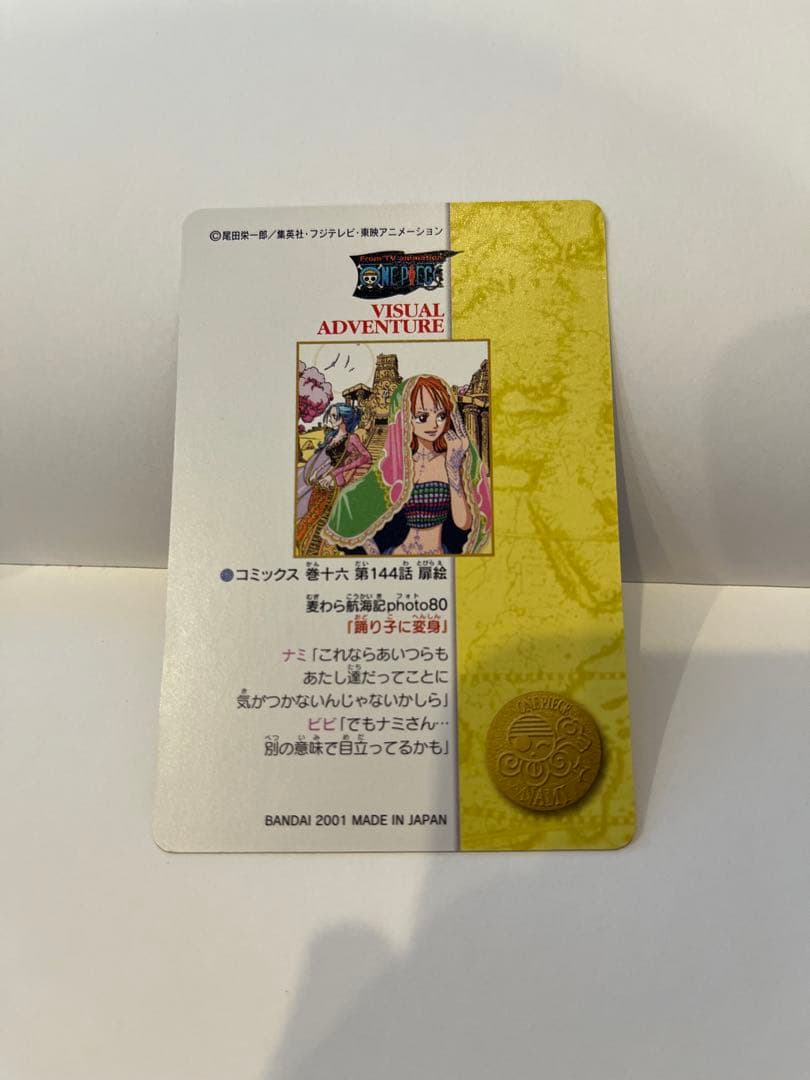 ©尾田栄一郎/集英社・フジテレビ・東映アニメーション
From TV animation
ONE PIECE
VISUAL
ADVENTURE
●コミックス 巻十六 第144話 扉絵
麦わら航海記photo80
「踊り子に変身」
ナミ「これならあいつらも
あたし達だってことに
気がつかないんじゃないかしら」
ビビ「でもナミさん…
別の意味で目立ってるかも」
ONE PIECE
NAMI
BANDAI 2001 MADE IN JAPAN